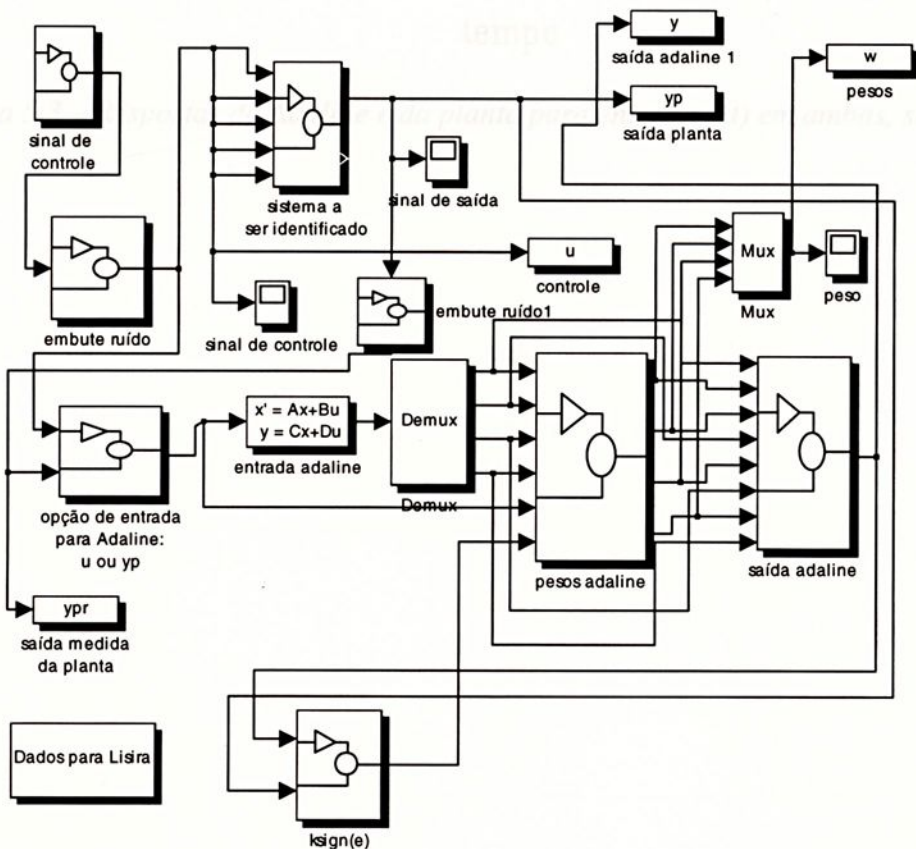 tempo
y
saída adaline 1
w
pesos
yp
saída planta
sinal de
controle
sistema a
ser identificado
sinal de saída
u
controle
Mux
Mux
peso
embute ruído
sinal de controle
embute ruído1
x' = Ax+Bu
y = Cx+Du
entrada adaline
Demux
Demux
opção de entrada
para Adaline:
u ou yp
pesos adaline
saída adaline
ypr
saída medida
da planta
Dados para Lisira
ksign(e)